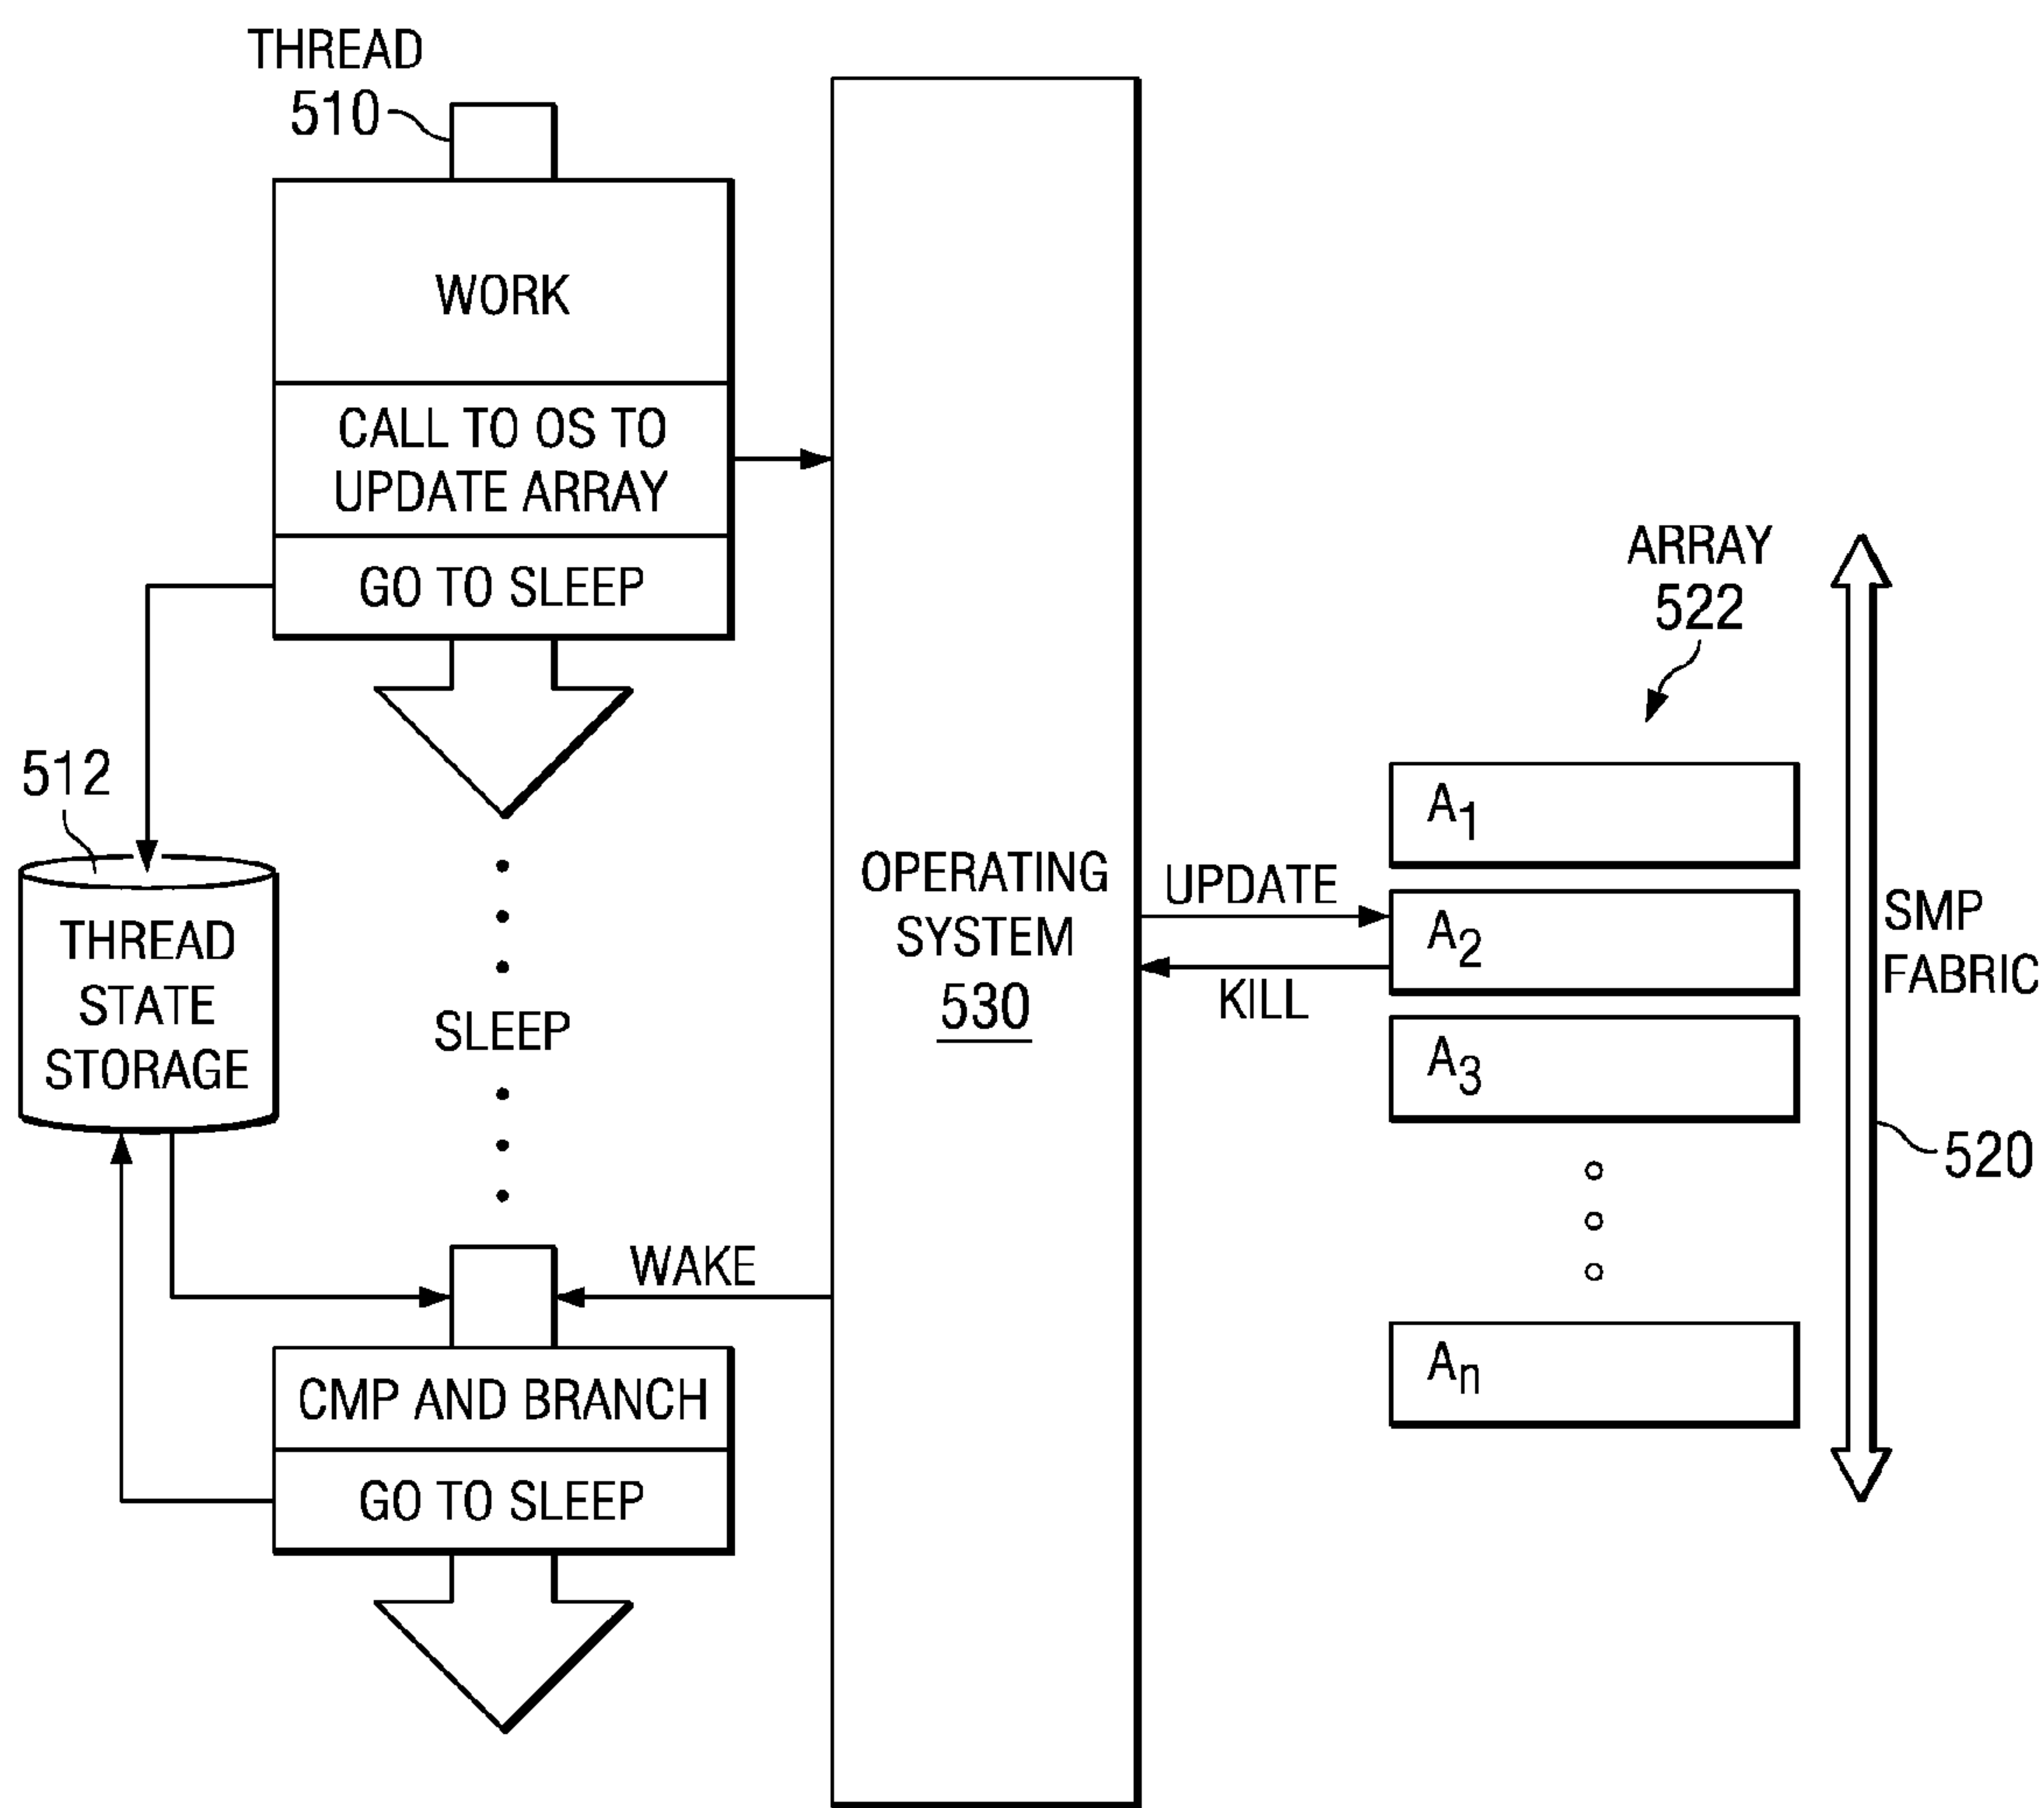 THREAD
510
WORK
CALL TO OS TO
UPDATE ARRAY
GO TO SLEEP
512
THREAD
STATE
STORAGE
SLEEP
WAKE
CMP AND BRANCH
GO TO SLEEP
OPERATING
SYSTEM
530
UPDATE
KILL
ARRAY
522
A1
A2
A3
An
SMP
FABRIC
520